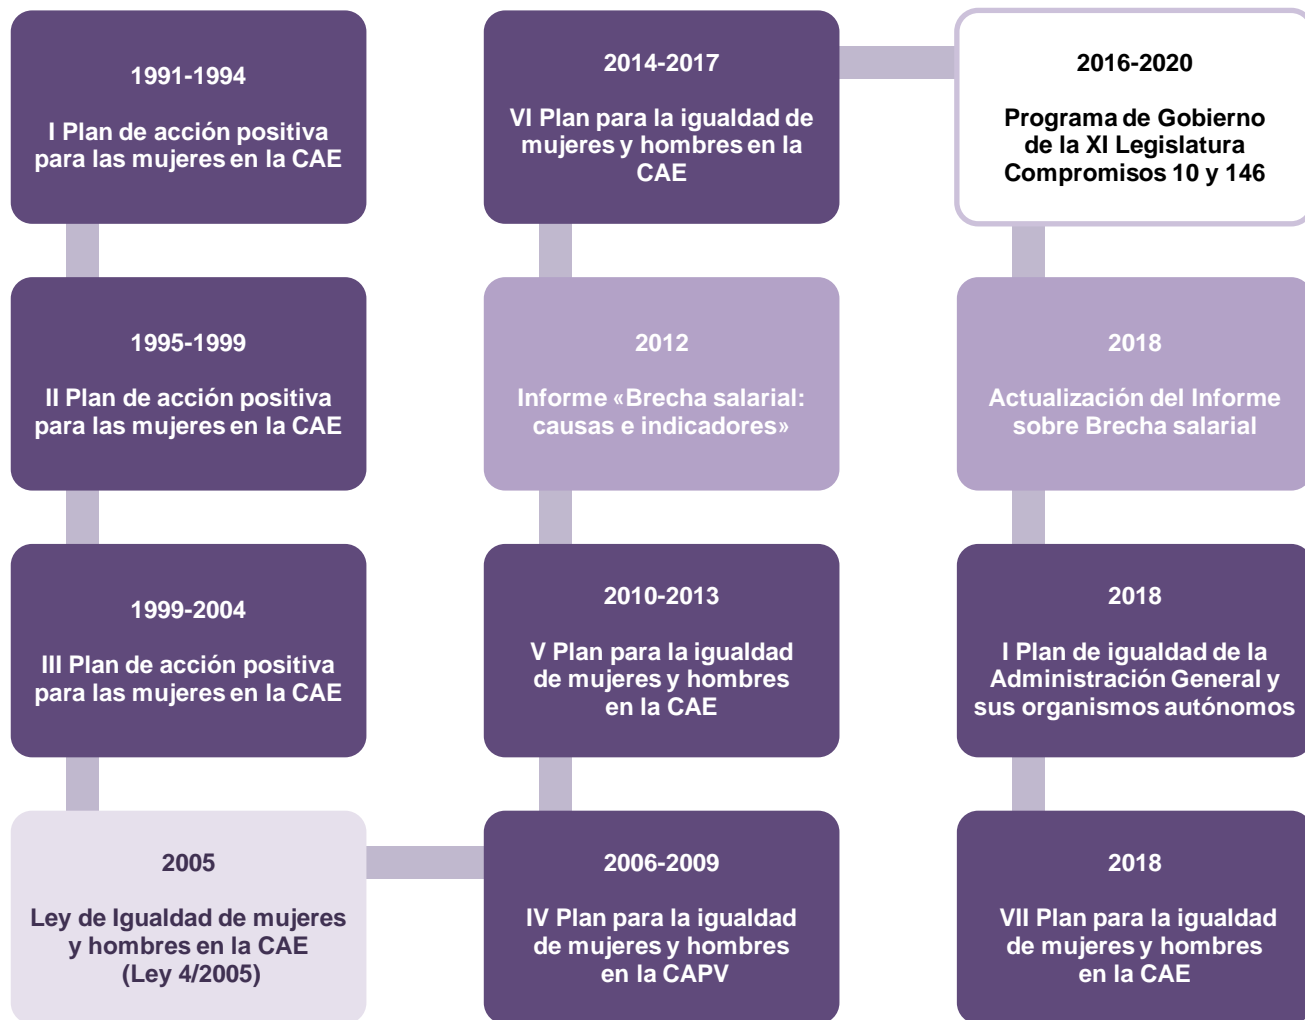 1991-1994
I Plan de acción positiva
para las mujeres en la CAE
1995-1999
II Plan de acción positiva
para las mujeres en la CAE
1999-2004
III Plan de acción positiva
para las mujeres en la CAE
2005
Ley de Igualdad de mujeres
y hombres en la CAE
(Ley 4/2005)
2006-2009
IV Plan para la igualdad
de mujeres y hombres
en la CAPV
2010-2013
V Plan para la igualdad
de mujeres y hombres
en la CAE
2012
Informe «Brecha salarial:
causas e indicadores»
2014-2017
VI Plan para la igualdad de
mujeres y hombres en la
CAE
2016-2020
Programa de Gobierno
de la XI Legislatura
Compromisos 10 y 146
2018
Actualización del Informe
sobre Brecha salarial
2018
I Plan de igualdad de la
Administración General y
sus organismos autónomos
2018
VII Plan para la igualdad
de mujeres y hombres
en la CAE